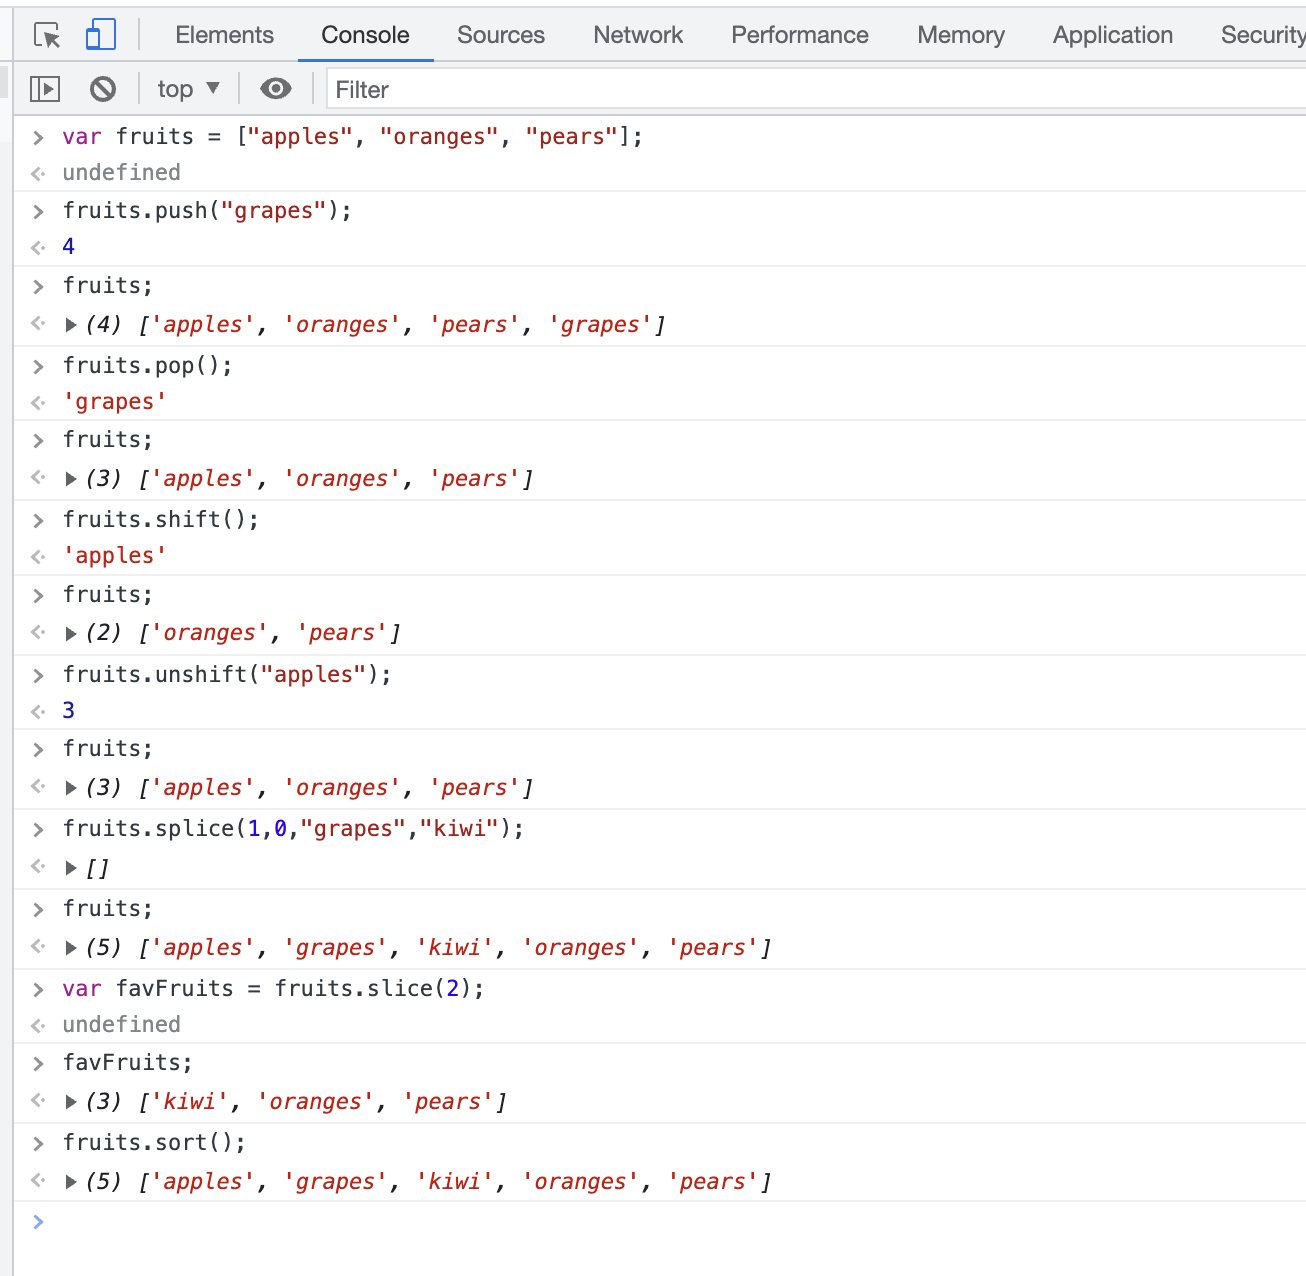 Elements Console Sources Network Performance Memory Application Security
top Filter
var fruits = ["apples", "oranges", "pears"];
undefined
fruits.push("grapes");
4
fruits;
(4) ['apples', 'oranges', 'pears', 'grapes']
fruits.pop();
'grapes'
fruits;
(3) ['apples', 'oranges', 'pears']
fruits.shift();
'apples'
fruits;
(2) ['oranges', 'pears']
fruits.unshift("apples");
3
fruits;
(3) ['apples', 'oranges', 'pears']
fruits.splice(1,0,"grapes","kiwi");
[]
fruits;
(5) ['apples', 'grapes', 'kiwi', 'oranges', 'pears']
var favFruits = fruits.slice(2);
undefined
favFruits;
(3) ['kiwi', 'oranges', 'pears']
fruits.sort();
(5) ['apples', 'grapes', 'kiwi', 'oranges', 'pears']